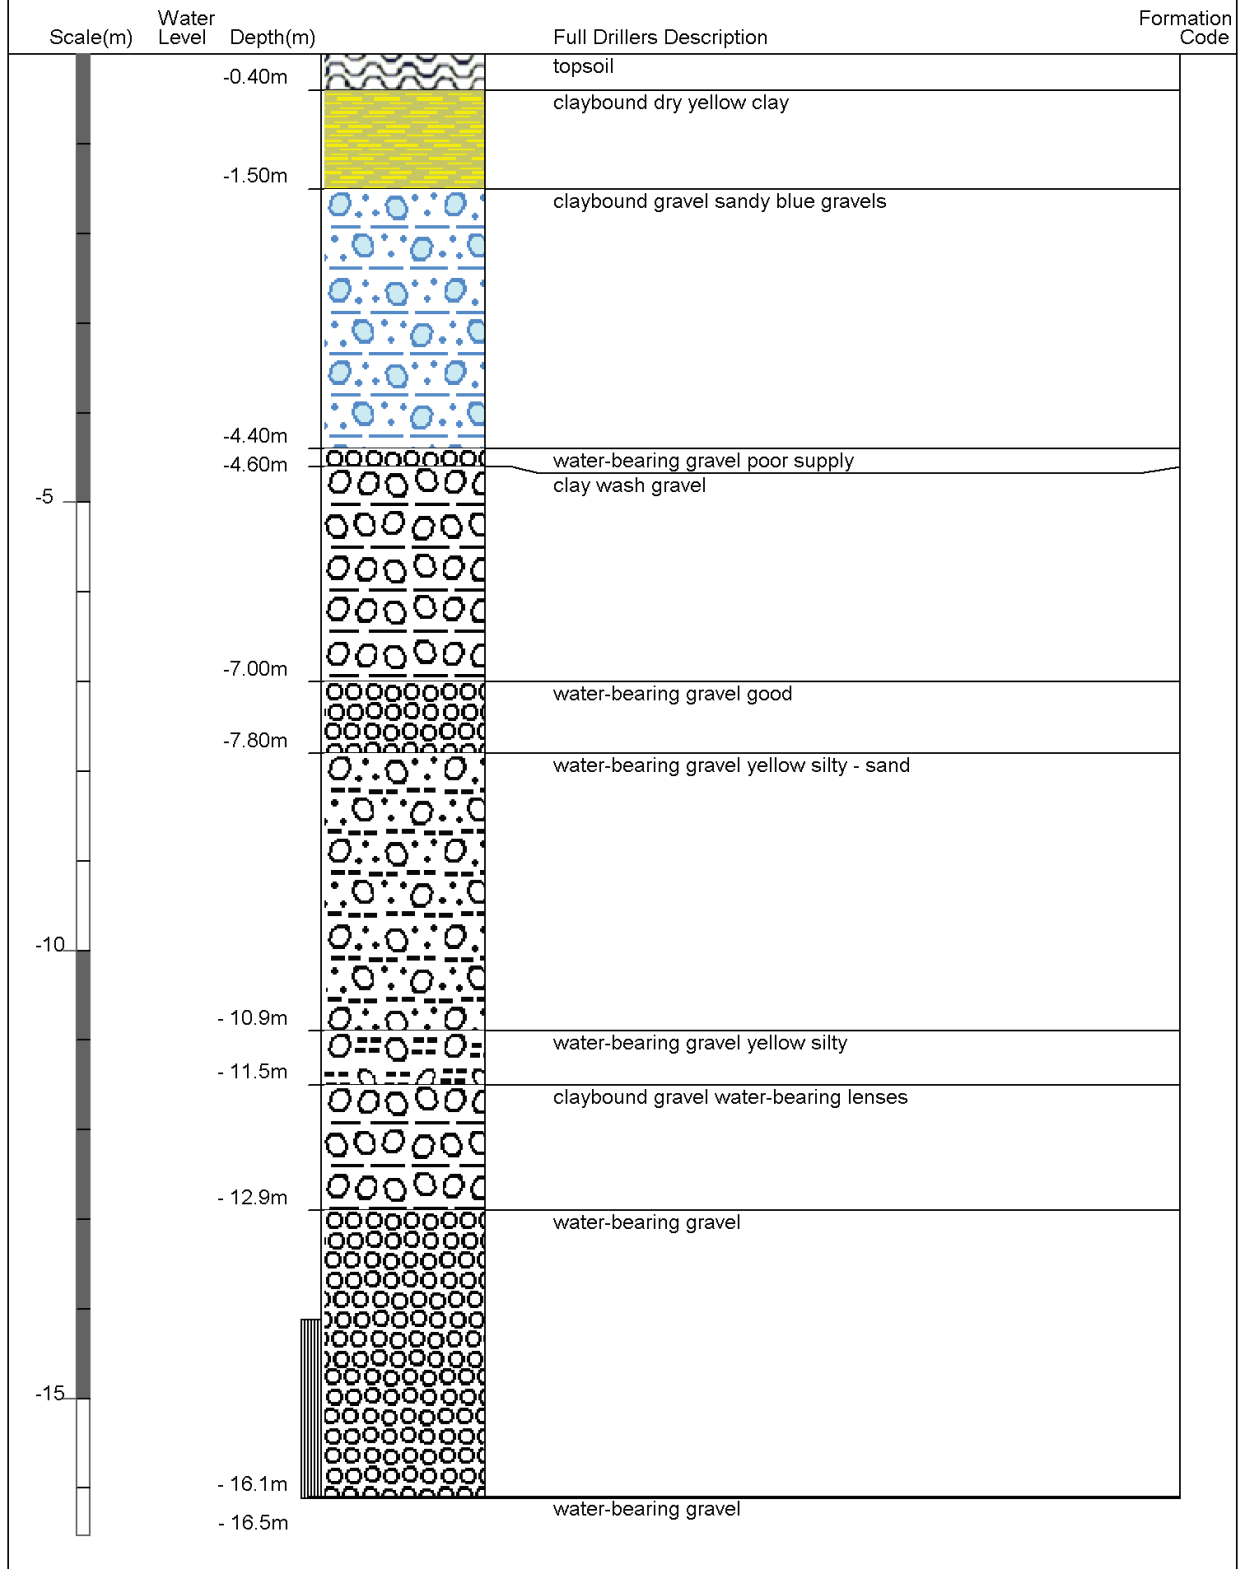 Water
Formation
Scale(m) Level Depth(m) Full Drillers Description Code
topsoil
-0.40m
claybound dry yellow clay
-1.50m
claybound gravel sandy blue gravels
-4.40m
water-bearing gravel poor supply
-4.60m
clay wash gravel
-5
-7.00m
water-bearing gravel good
-7.80m
water-bearing gravel yellow silty - sand
-10
- 10.9m
water-bearing gravel yellow silty
- 11.5m
claybound gravel water-bearing lenses
- 12.9m
water-bearing gravel
-15
- 16.1m
water-bearing gravel
- 16.5m